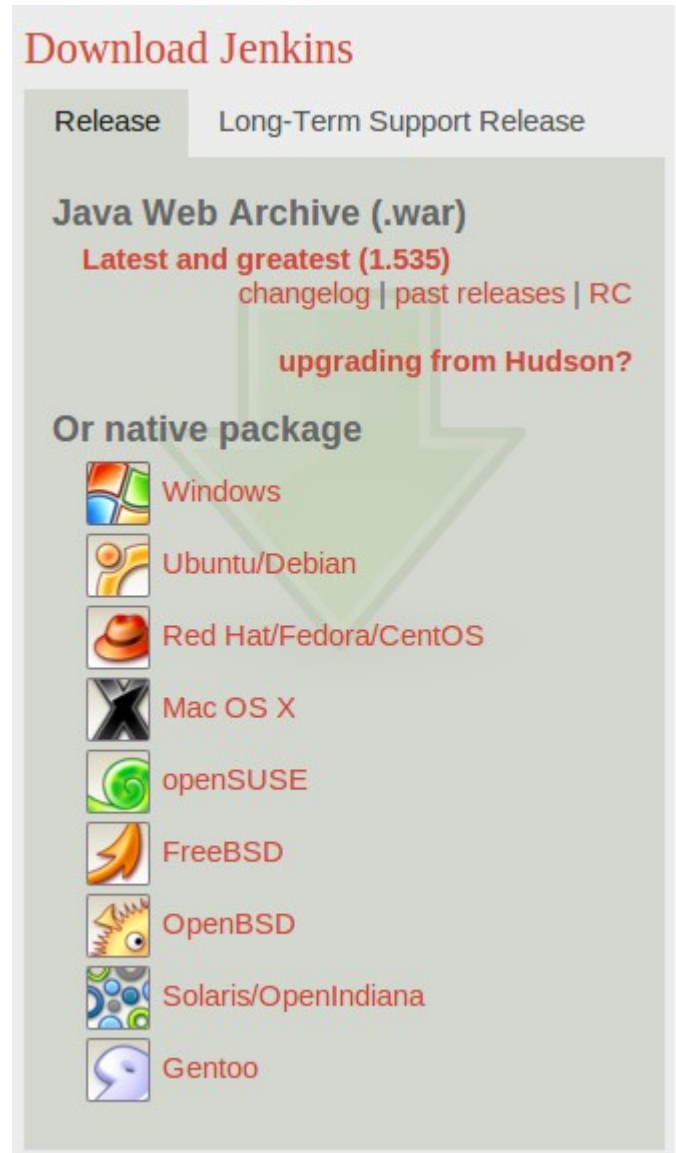 Download Jenkins
Release Long-Term Support Release
Java Web Archive (.war)
Latest and greatest (1.535)
changelog | past releases | RC
upgrading from Hudson?
Or native package
Windows
Ubuntu/Debian
Red Hat/Fedora/CentOS
Mac OS X
openSUSE
FreeBSD
OpenBSD
Solaris/OpenIndiana
Gentoo